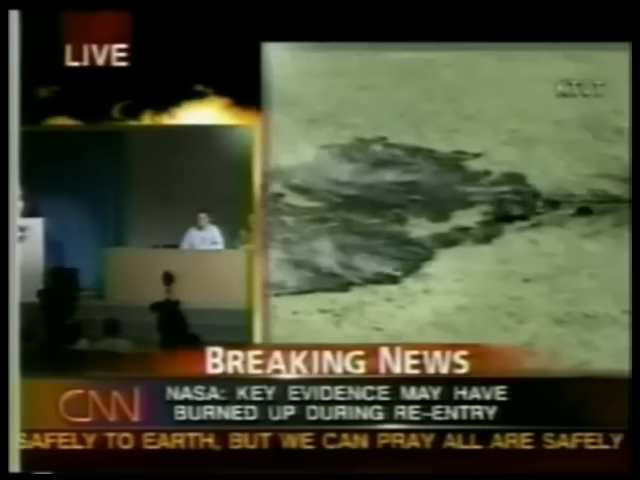 LIVE
KTVT
BREAKING NEWS
CNN
NASA: KEY EVIDENCE MAY HAVE
BURNED UP DURING RE-ENTRY
SAFELY TO EARTH, BUT WE CAN PRAY ALL ARE SAFELY